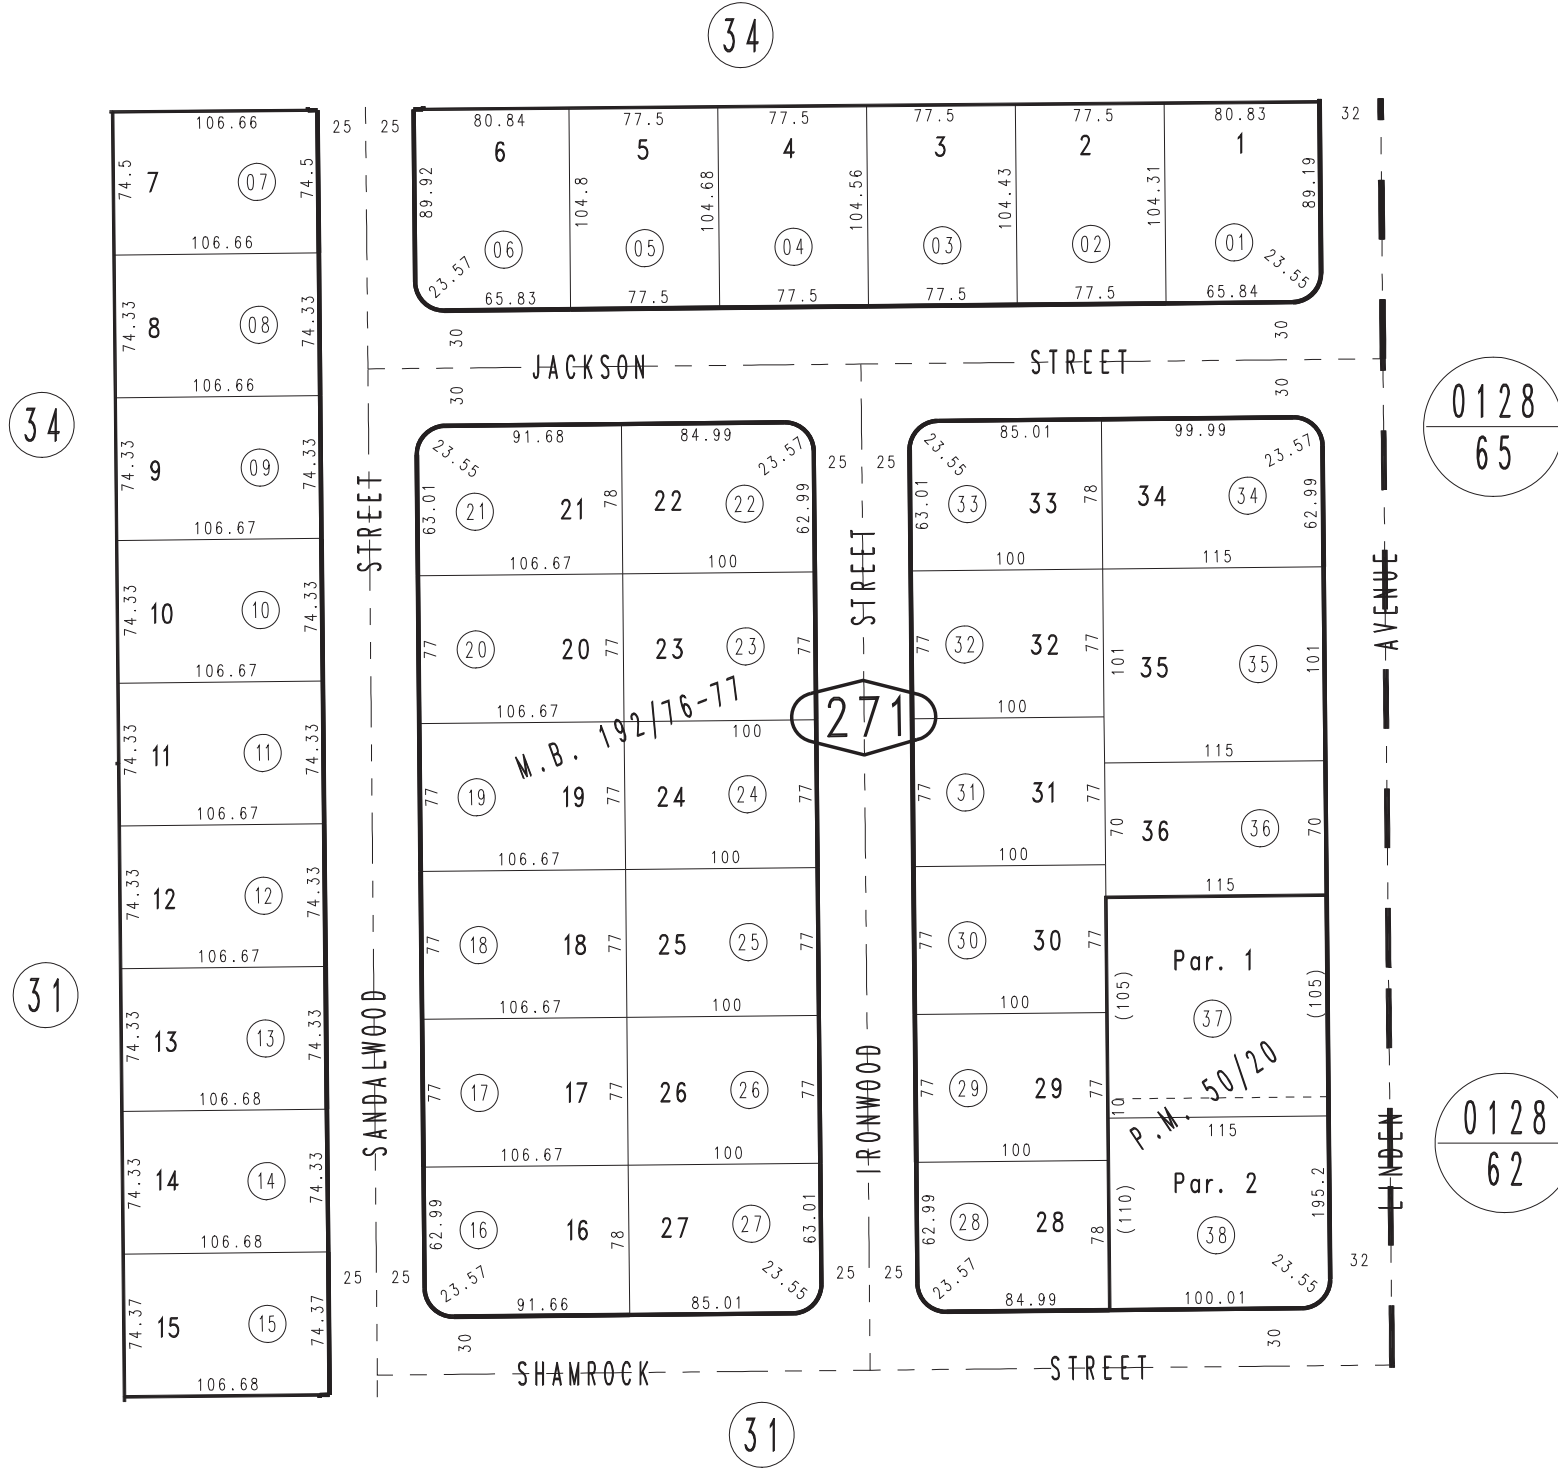 34
106.66
25 25
80.84 77.5 77.5 77.5 77.5 80.83
32
6 5 4 3 2 1
74.5 7 07 74.5
89.92 104.8 104.68 104.56 104.43 104.31 89.19
106.66
06 05 04 03 02 01
23.57 23.55
65.83 77.5 77.5 77.5 77.5 65.84
74.33 8 08 74.33
30 30
JACKSON STREET
106.66
30 30
34
0128
65
91.68 84.99 85.01 99.99
23.55 23.57 25 25 23.55 23.57
74.33 9 09 74.33
63.01 21 21 78 22 22 62.99
63.01 33 33 78 34 34 62.99
106.67
106.67 100 100 115
STREET
STREET
AVENUE
74.33 10 10 74.33
77 20 20 77 23 23 77
77 32 32 77
101 35 35 101
106.67
106.67 100 100
M.B. 192/76-77
271
74.33 11 11 74.33
115
77 19 19 77 24 24 77
77 31 31 77
70 36 36 70
106.67
106.67 100 100
115
74.33 12 12 74.33
77 18 18 77 25 25 77
77 30 30 77
Par. 1
(105) 37 (105)
106.67
31
106.67 100 100
SANDALWOOD
IRONWOOD
LINDEN
74.33 13 13 74.33
77 17 17 77 26 26 77
77 29 29 77
P.M. 50/20
10
115
106.68
0128
62
106.67 100 100
74.33 14 14 74.33
Par. 2
(110) 38 195.2
62.99 16 16 78 27 27 63.01
62.99 28 28 78
106.68
23.57 23.55 23.57 23.55
25 25 25 25 32
91.66 85.01 84.99 100.01
74.37 15 15 74.37
30 30
SHAMROCK STREET
106.68
31